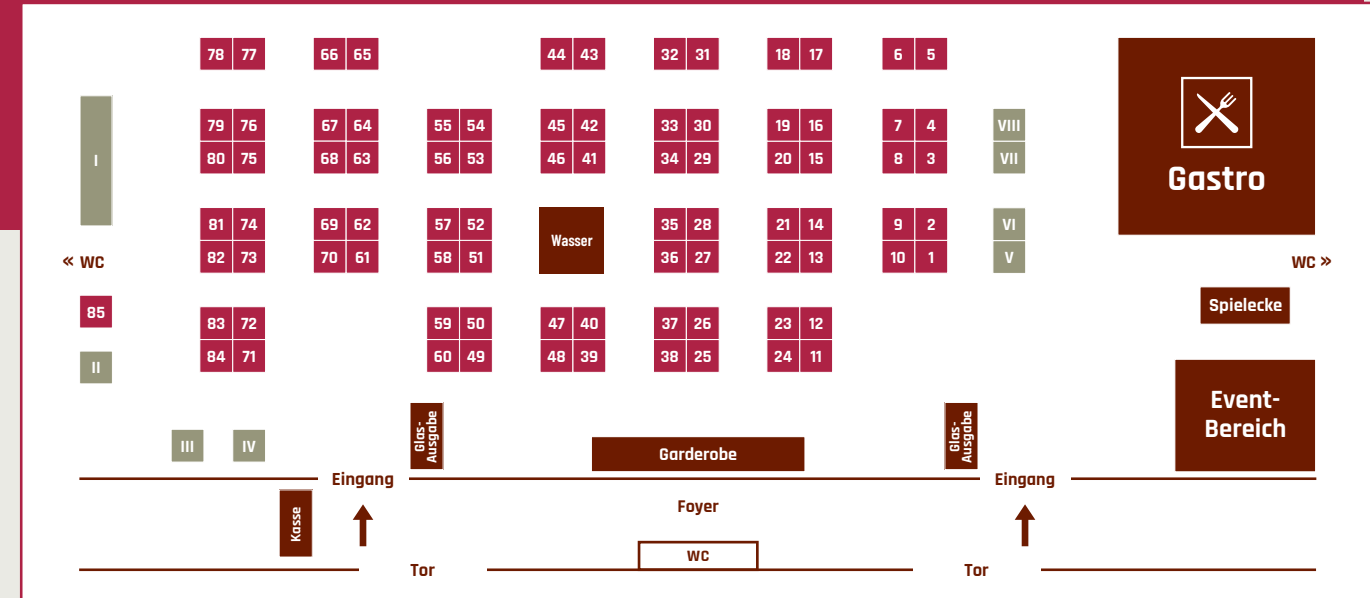 78 77 66 65 44 43 32 31 18 17 6 5
79 76 67 64 55 54 45 42 33 30 19 16 7 4 VIII
I
80 75 68 63 56 53 46 41 34 29 20 15 8 3 VII
Gastro
81 74 69 62 57 52 35 28 21 14 9 2 VI
Wasser
82 73 70 61 58 51 36 27 22 13 10 1 V
« WC
WC »
85
Spielecke
83 72 59 50 47 40 37 26 23 12
84 71 60 49 48 39 38 25 24 11
II
Event-
Bereich
III IV
Glas-
Ausgabe
Garderobe
Glas-
Ausgabe
Eingang
Eingang
Kasse
Foyer
WC
Tor
Tor